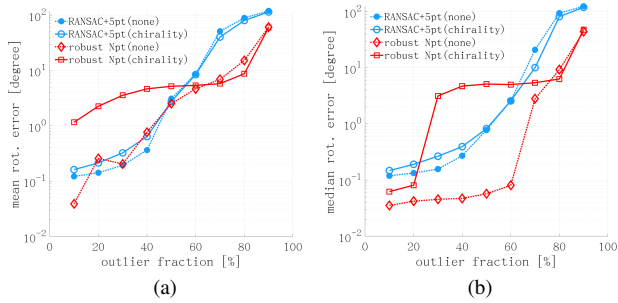 mean rot. error [degree]
10^2
10^1
10^0
10^-1
10^-2
RANSAC+5pt(none)
RANSAC+5pt(chirality)
robust Npt(none)
robust Npt(chirality)
0 20 40 60 80 100
outlier fraction [%]
(a)
median rot. error [degree]
10^2
10^1
10^0
10^-1
10^-2
RANSAC+5pt(none)
RANSAC+5pt(chirality)
robust Npt(none)
robust Npt(chirality)
0 20 40 60 80 100
outlier fraction [%]
(b)